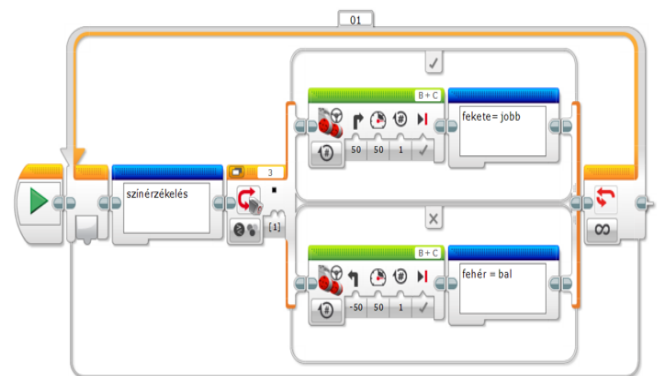 01
B + C
50 50 1
fekete= jobb
színérzékelés
3
[1]
B + C
-50 50 1
fehér = bal